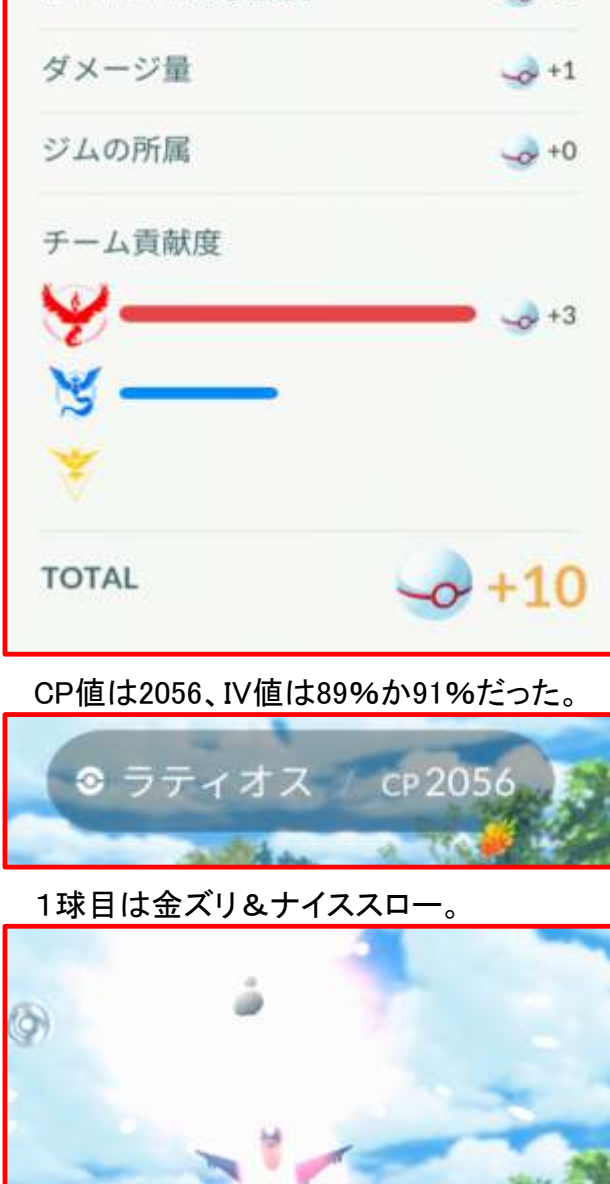 ダメージ量 +1
ジムの所属 +0
チーム貢献度
+3
TOTAL +10
CP値は2056、IV値は89%か91%だった。
ラティオス / CP2056
１球目は金ズリ＆ナイススロー。